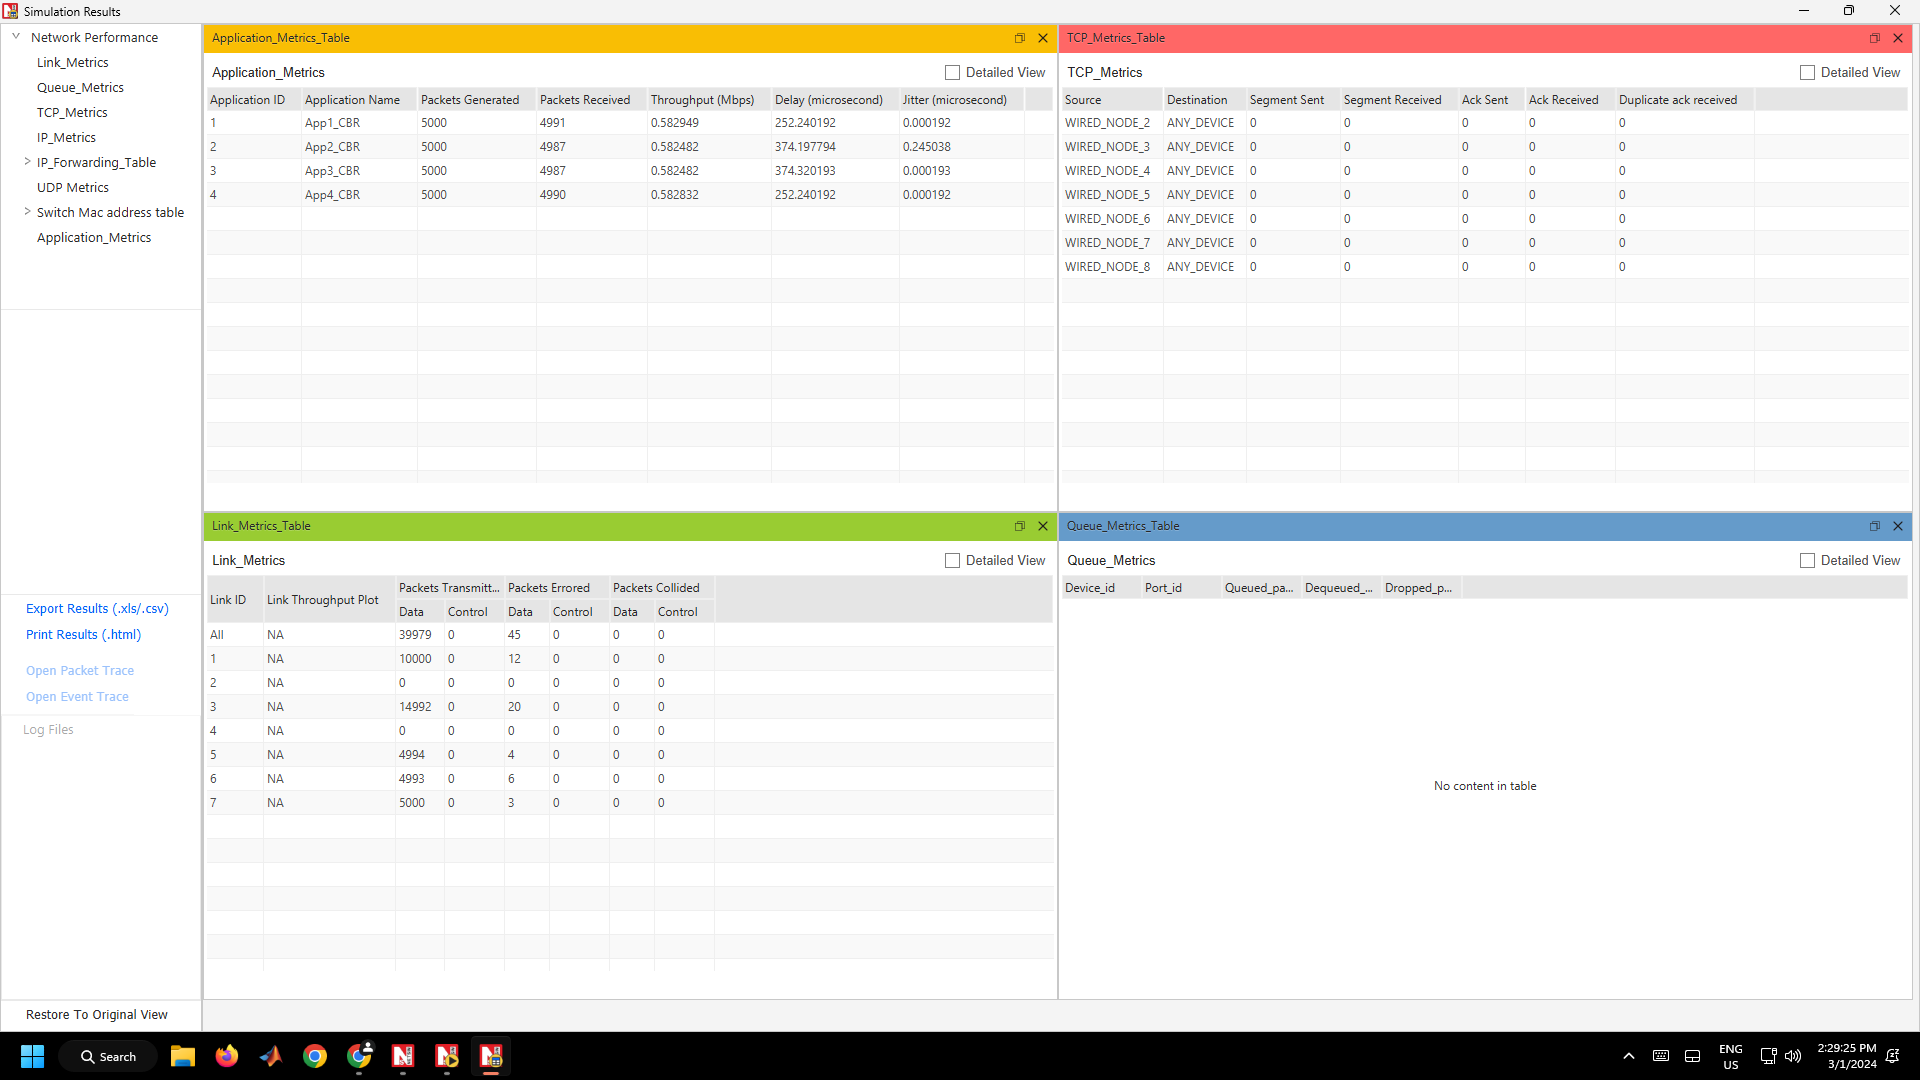 Simulation Results
Network Performance
Link_Metrics
Queue_Metrics
TCP_Metrics
IP_Metrics
IP_Forwarding_Table
UDP Metrics
Switch Mac address table
Application_Metrics
Export Results (.xls/.csv)
Print Results (.html)
Open Packet Trace
Open Event Trace
Log Files
Restore To Original View
Application_Metrics_Table
Application_Metrics Detailed View
Application ID Application Name Packets Generated Packets Received Throughput (Mbps) Delay (microsecond) Jitter (microsecond)
1 App1_CBR 5000 4991 0.582949 252.240192 0.000192
2 App2_CBR 5000 4987 0.582482 374.197794 0.245038
3 App3_CBR 5000 4987 0.582482 374.320193 0.000193
4 App4_CBR 5000 4990 0.582832 252.240192 0.000192
TCP_Metrics_Table
TCP_Metrics Detailed View
Source Destination Segment Sent Segment Received Ack Sent Ack Received Duplicate ack received
WIRED_NODE_2 ANY_DEVICE 0 0 0 0 0
WIRED_NODE_3 ANY_DEVICE 0 0 0 0 0
WIRED_NODE_4 ANY_DEVICE 0 0 0 0 0
WIRED_NODE_5 ANY_DEVICE 0 0 0 0 0
WIRED_NODE_6 ANY_DEVICE 0 0 0 0 0
WIRED_NODE_7 ANY_DEVICE 0 0 0 0 0
WIRED_NODE_8 ANY_DEVICE 0 0 0 0 0
Link_Metrics_Table
Link_Metrics Detailed View
Link ID Link Throughput Plot Packets Transmitt... Packets Errored Packets Collided
Data Control Data Control Data Control
All NA 39979 0 45 0 0 0
1 NA 10000 0 12 0 0 0
2 NA 0 0 0 0 0 0
3 NA 14992 0 20 0 0 0
4 NA 0 0 0 0 0 0
5 NA 4994 0 4 0 0 0
6 NA 4993 0 6 0 0 0
7 NA 5000 0 3 0 0 0
Queue_Metrics_Table
Queue_Metrics Detailed View
Device_id Port_id Queued_pa... Dequeued_... Dropped_p...
No content in table
Search
ENG
US
2:29:25 PM
3/1/2024